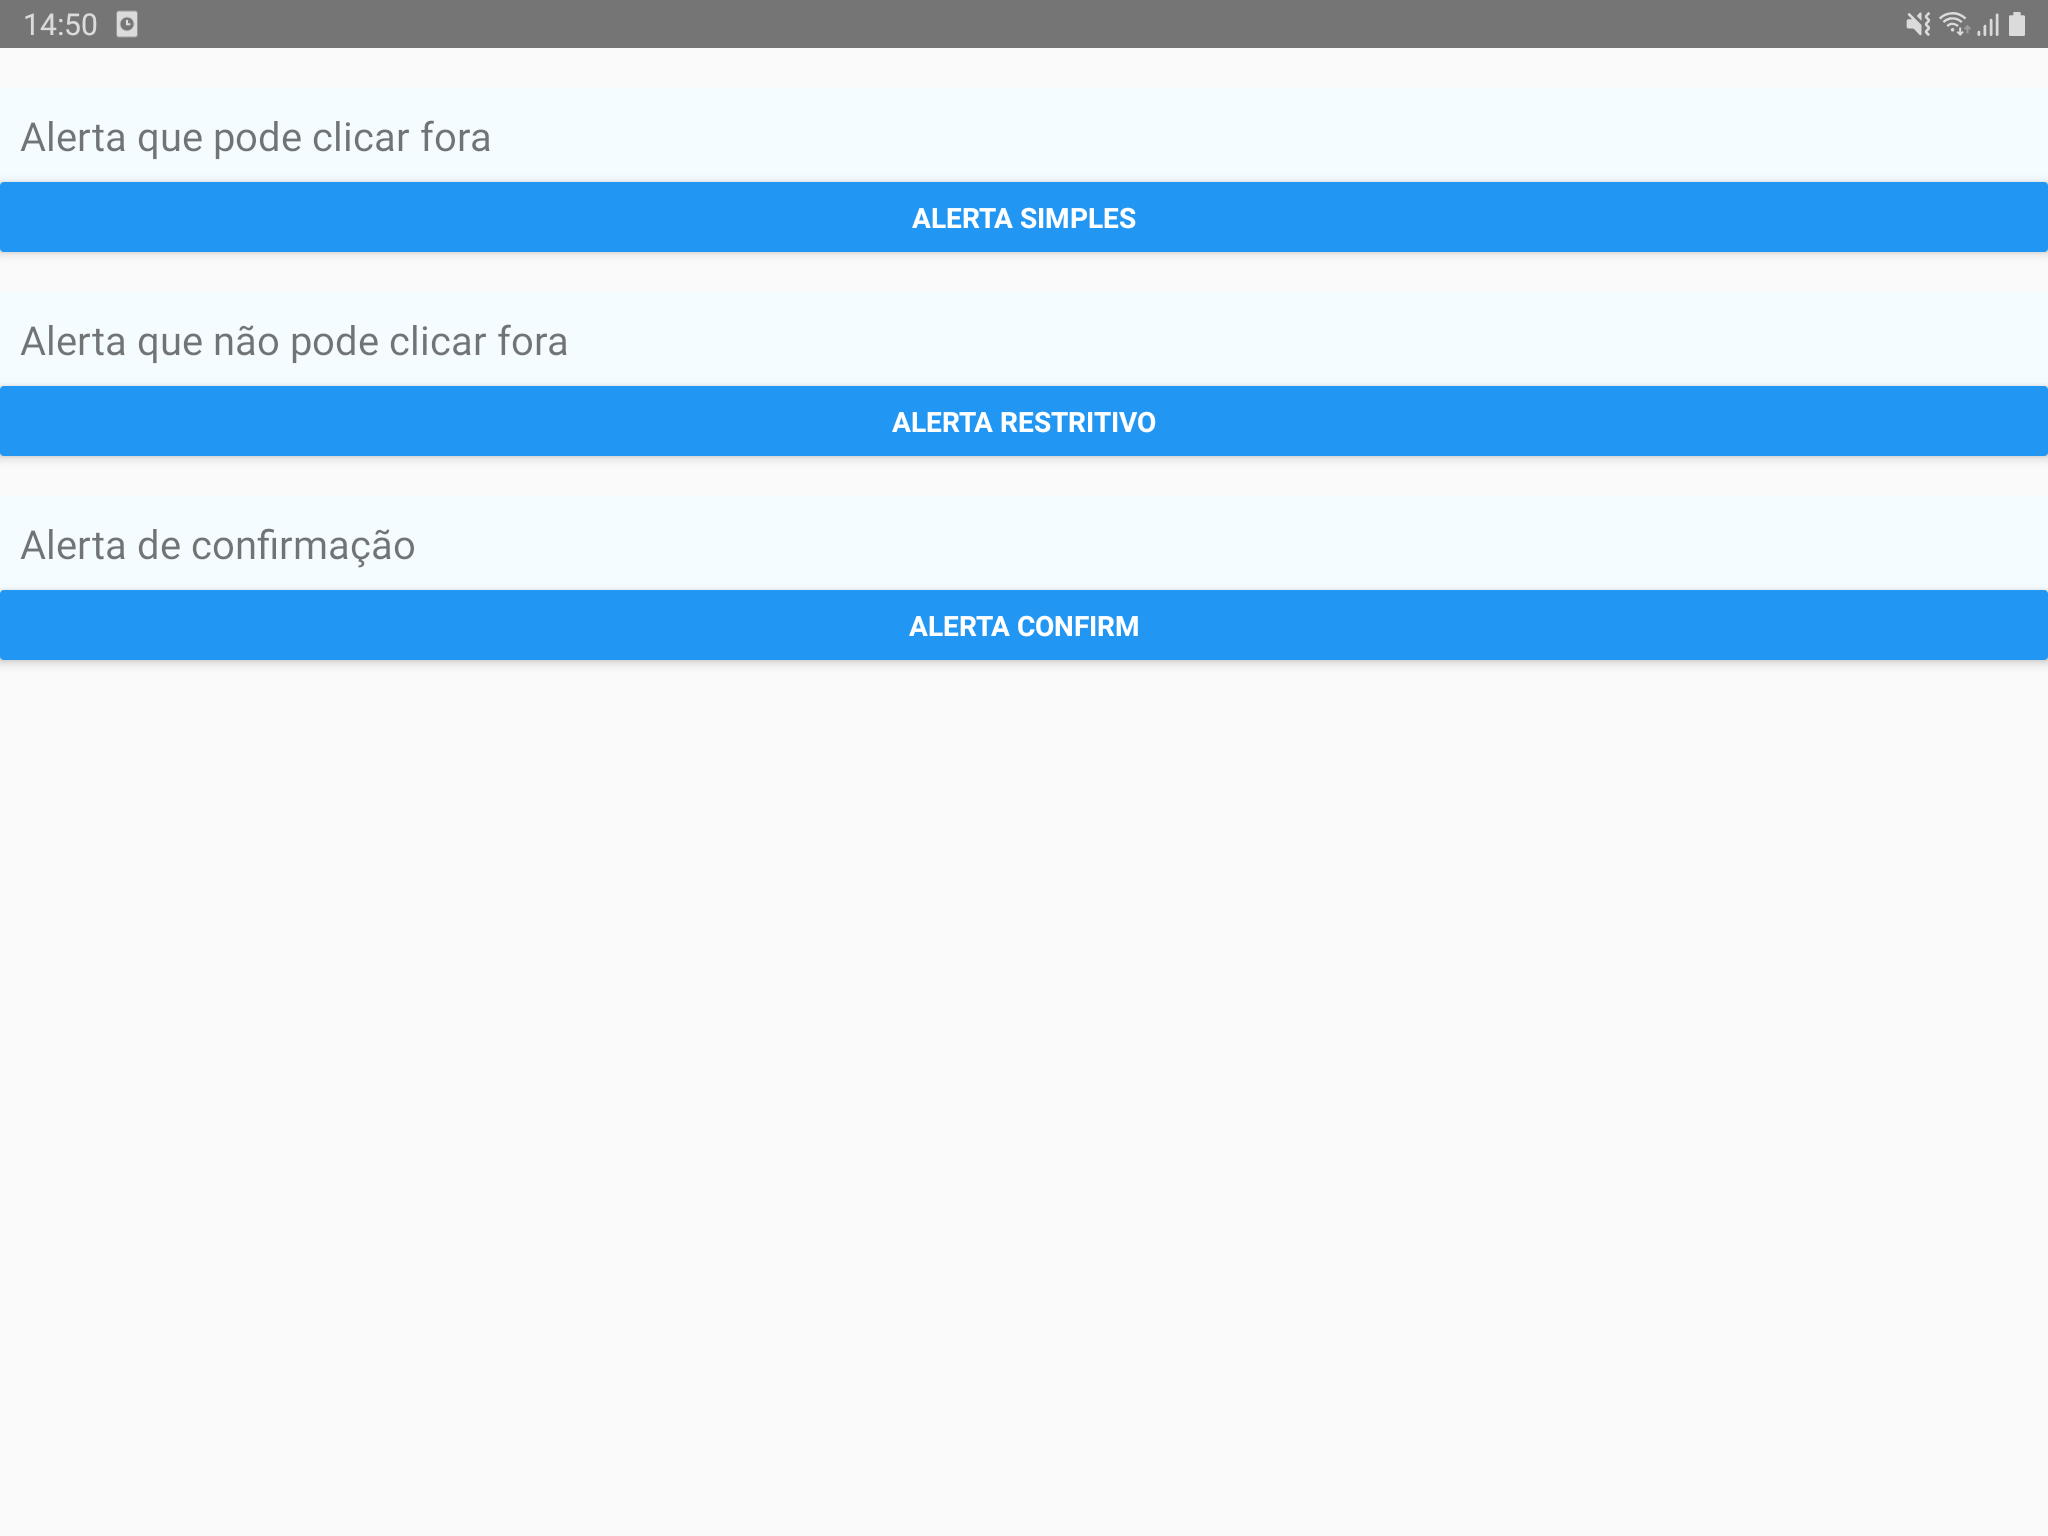 14:50
Alerta que pode clicar fora
ALERTA SIMPLES
Alerta que não pode clicar fora
ALERTA RESTRITIVO
Alerta de confirmação
ALERTA CONFIRM